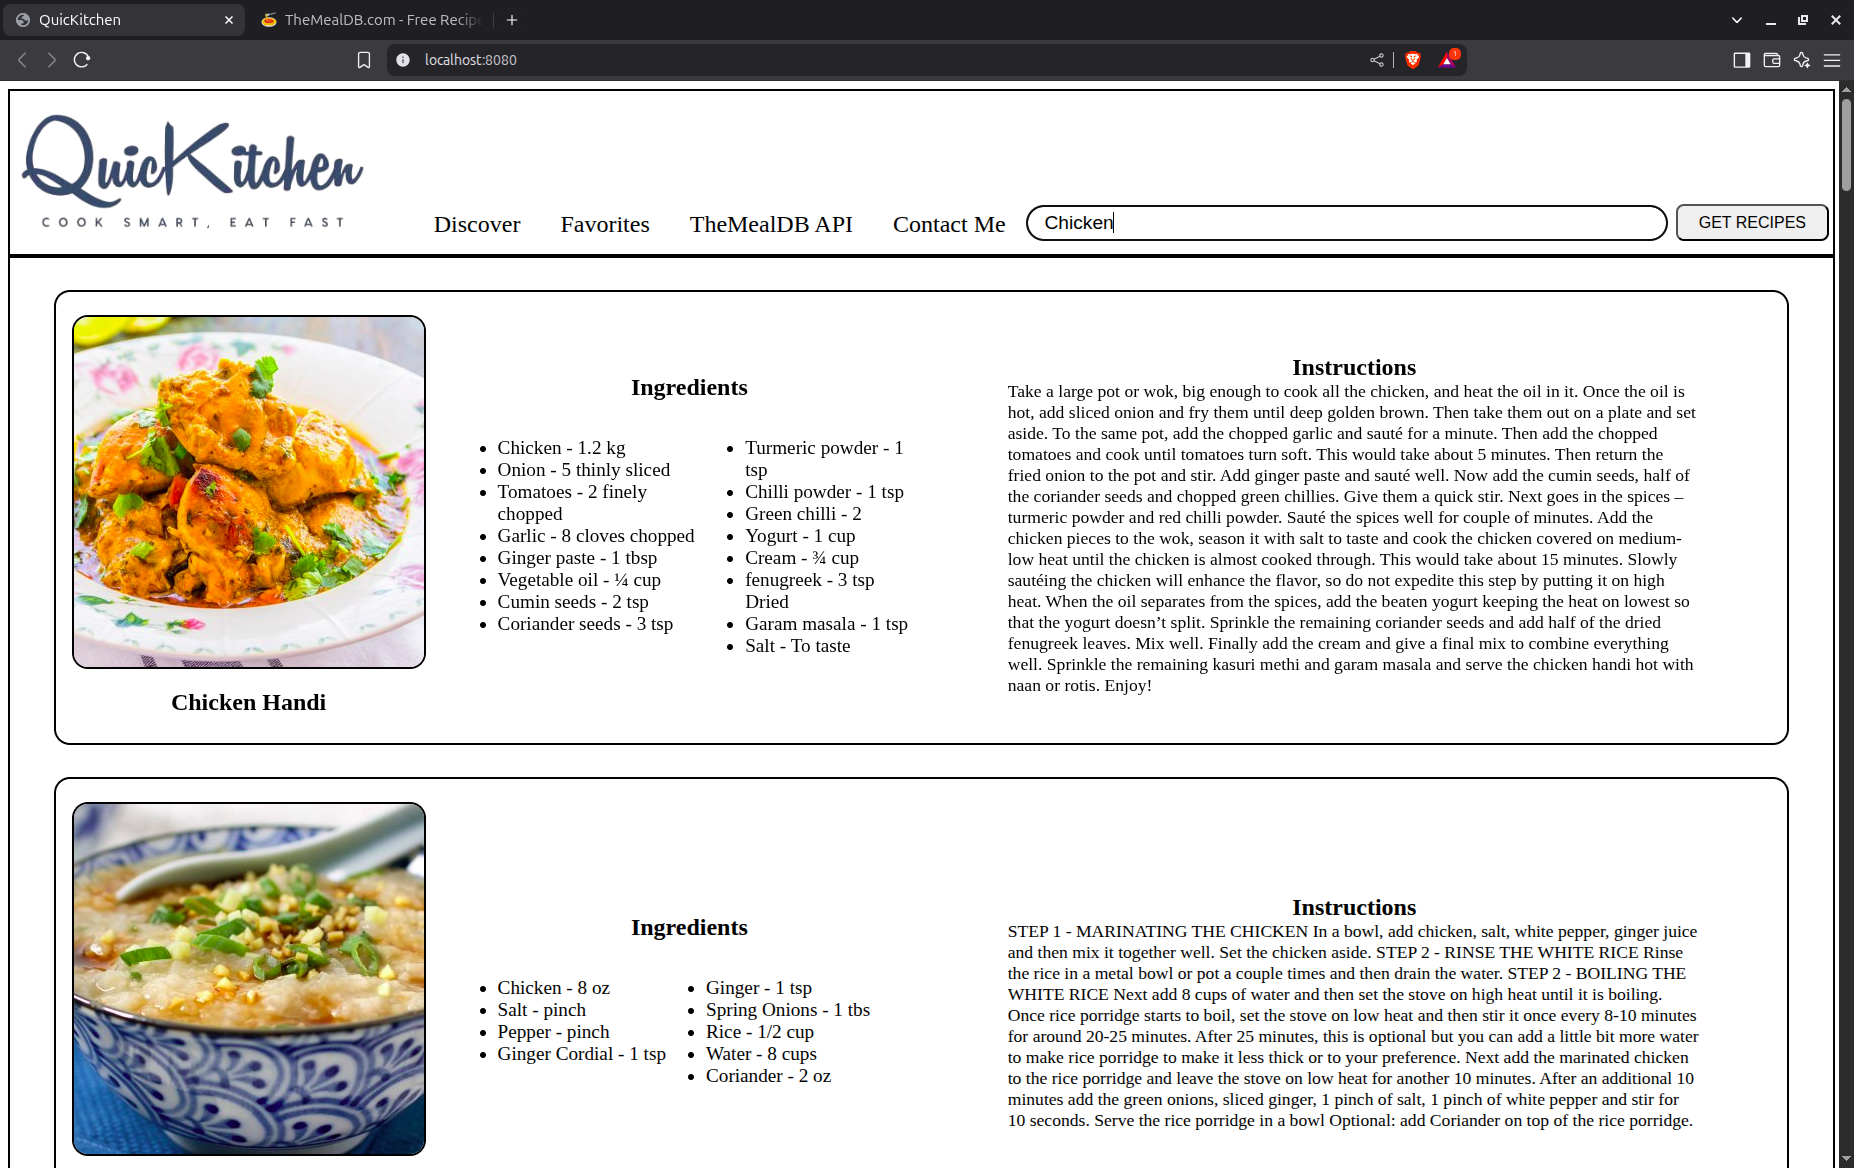 QuicKitchen
TheMealDB.com - Free Recip
localhost:8080
1
QuicKitchen
COOK SMART, EAT FAST
Discover
Favorites
TheMealDB API
Contact Me
Chicken
GET RECIPES
Chicken Handi
Ingredients
Chicken - 1.2 kg
Onion - 5 thinly sliced
Tomatoes - 2 finely
chopped
Garlic - 8 cloves chopped
Ginger paste - 1 tbsp
Vegetable oil - ¼ cup
Cumin seeds - 2 tsp
Coriander seeds - 3 tsp
Turmeric powder - 1
tsp
Chilli powder - 1 tsp
Green chilli - 2
Yogurt - 1 cup
Cream - ¾ cup
fenugreek - 3 tsp
Dried
Garam masala - 1 tsp
Salt - To taste
Instructions
Take a large pot or wok, big enough to cook all the chicken, and heat the oil in it. Once the oil is
hot, add sliced onion and fry them until deep golden brown. Then take them out on a plate and set
aside. To the same pot, add the chopped garlic and sauté for a minute. Then add the chopped
tomatoes and cook until tomatoes turn soft. This would take about 5 minutes. Then return the
fried onion to the pot and stir. Add ginger paste and sauté well. Now add the cumin seeds, half of
the coriander seeds and chopped green chillies. Give them a quick stir. Next goes in the spices –
turmeric powder and red chilli powder. Sauté the spices well for couple of minutes. Add the
chicken pieces to the wok, season it with salt to taste and cook the chicken covered on medium-
low heat until the chicken is almost cooked through. This would take about 15 minutes. Slowly
sautéing the chicken will enhance the flavor, so do not expedite this step by putting it on high
heat. When the oil separates from the spices, add the beaten yogurt keeping the heat on lowest so
that the yogurt doesn’t split. Sprinkle the remaining coriander seeds and add half of the dried
fenugreek leaves. Mix well. Finally add the cream and give a final mix to combine everything
well. Sprinkle the remaining kasuri methi and garam masala and serve the chicken handi hot with
naan or rotis. Enjoy!
Ingredients
Chicken - 8 oz
Salt - pinch
Pepper - pinch
Ginger Cordial - 1 tsp
Ginger - 1 tsp
Spring Onions - 1 tbs
Rice - 1/2 cup
Water - 8 cups
Coriander - 2 oz
Instructions
STEP 1 - MARINATING THE CHICKEN In a bowl, add chicken, salt, white pepper, ginger juice
and then mix it together well. Set the chicken aside. STEP 2 - RINSE THE WHITE RICE Rinse
the rice in a metal bowl or pot a couple times and then drain the water. STEP 2 - BOILING THE
WHITE RICE Next add 8 cups of water and then set the stove on high heat until it is boiling.
Once rice porridge starts to boil, set the stove on low heat and then stir it once every 8-10 minutes
for around 20-25 minutes. After 25 minutes, this is optional but you can add a little bit more water
to make rice porridge to make it less thick or to your preference. Next add the marinated chicken
to the rice porridge and leave the stove on low heat for another 10 minutes. After an additional 10
minutes add the green onions, sliced ginger, 1 pinch of salt, 1 pinch of white pepper and stir for
10 seconds. Serve the rice porridge in a bowl Optional: add Coriander on top of the rice porridge.